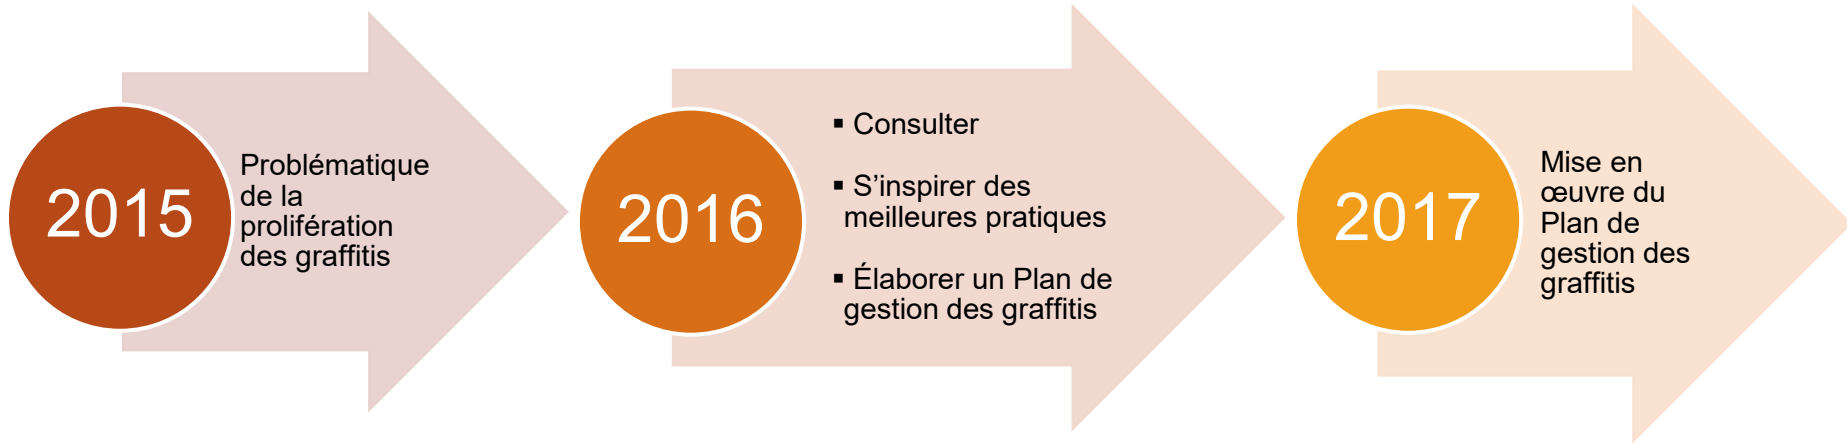 2015
Problématique
de la
prolifération
des graffitis
2016
▪ Consulter
▪ S’inspirer des
meilleures pratiques
▪ Élaborer un Plan de
gestion des graffitis
2017
Mise en
œuvre du
Plan de
gestion des
graffitis